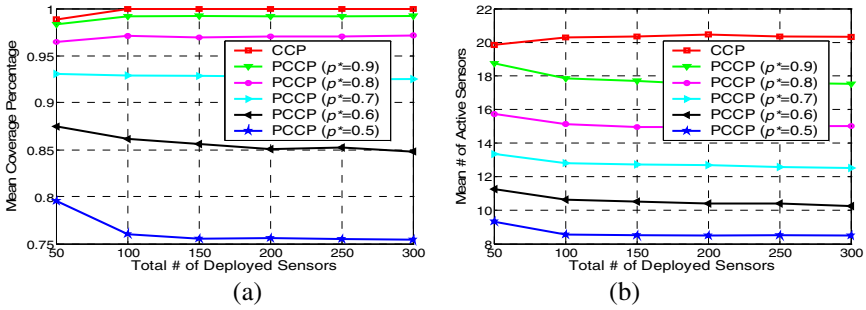 1
0.95
0.9
0.85
0.8
0.75
50 100 150 200 250 300
Mean Coverage Percentage
Total # of Deployed Sensors
CCP
PCCP (p*=0.9)
PCCP (p*=0.8)
PCCP (p*=0.7)
PCCP (p*=0.6)
PCCP (p*=0.5)
(a)
22
20
18
16
14
12
10
8
50 100 150 200 250 300
Mean # of Active Sensors
Total # of Deployed Sensors
CCP
PCCP (p*=0.9)
PCCP (p*=0.8)
PCCP (p*=0.7)
PCCP (p*=0.6)
PCCP (p*=0.5)
(b)